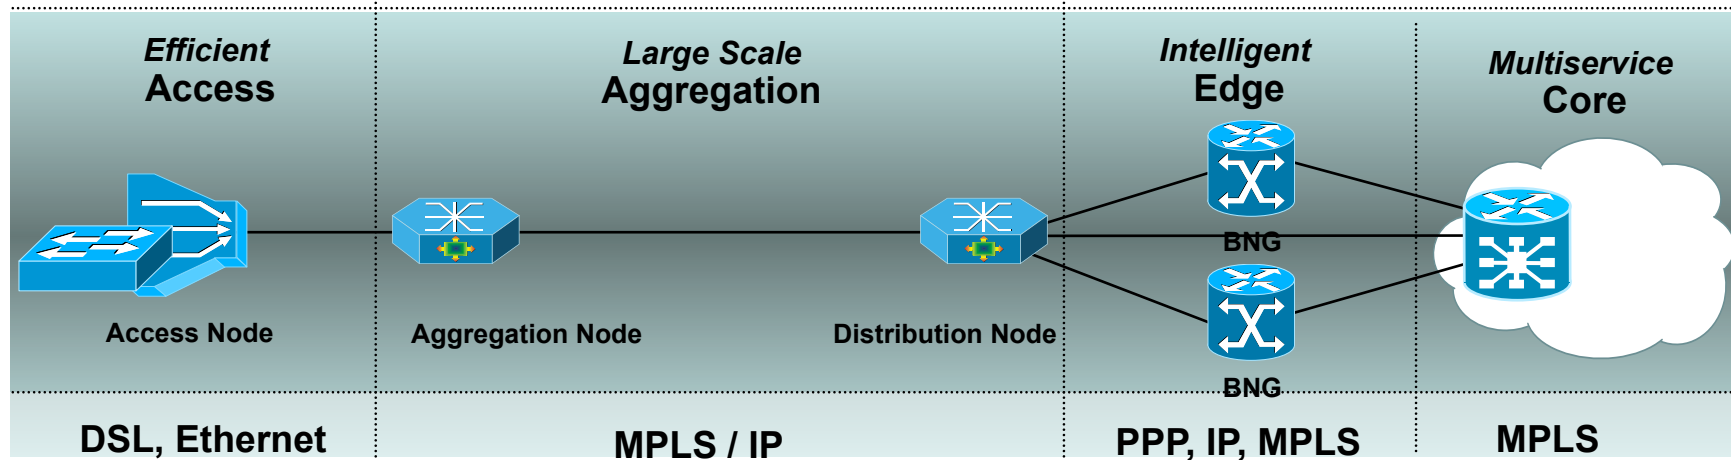 Efficient
Access
Large Scale
Aggregation
Intelligent
Edge
Multiservice
Core
BNG
Access Node
Aggregation Node
Distribution Node
BNG
DSL, Ethernet
MPLS / IP
PPP, IP, MPLS
MPLS